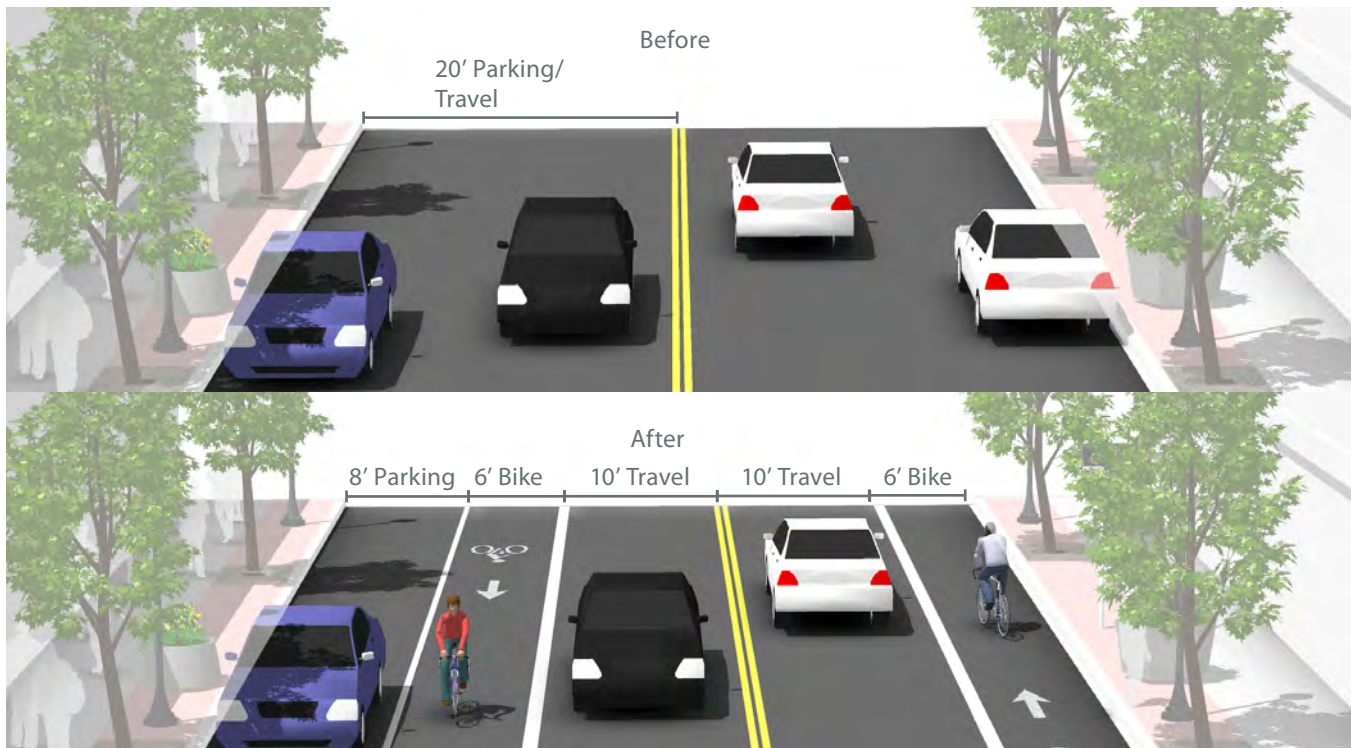 Before
20’ Parking/
Travel
After
8’ Parking
6’ Bike
10’ Travel
10’ Travel
6’ Bike